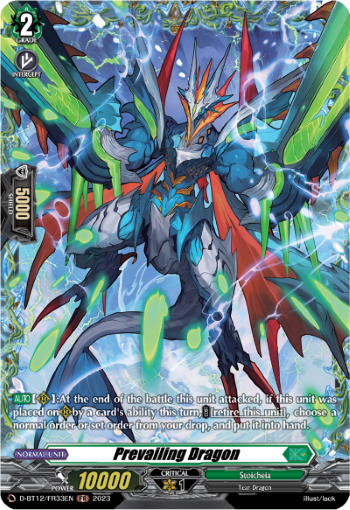 2
GRADE
INTERCEPT
5000
SHIELD
AUTO【R】:At the end of the battle this unit attacked, if this unit was
placed on R by a card's ability this turn, [retire this unit], choose a
normal order or set order from your drop, and put it into hand.
NORMAL UNIT
Prevailing Dragon
POWER 10000
CRITICAL
1
Stoicheia
Tear Dragon
D-BT12/FR33EN FR 2023
illust/lack